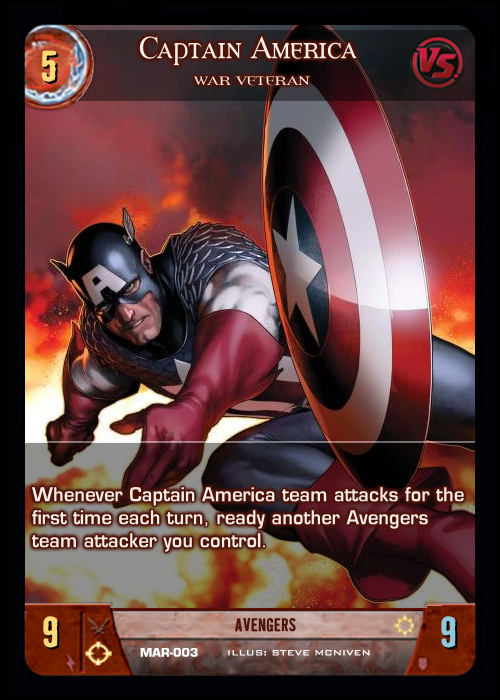 5
Captain America
VS
WAR VETERAN
A
Whenever Captain America team attacks for the
first time each turn, ready another Avengers
team attacker you control.
9
AVENGERS
9
MAR-003 ILLUS: STEVE MCNIVEN